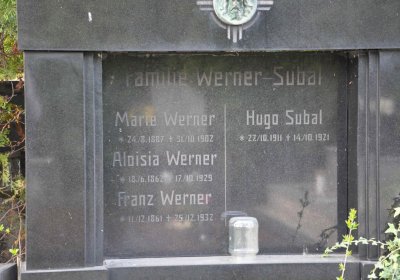 Familie Werner-Subal
Marie Werner
* 24/8.1887 + 31/10.1902
Aloisia Werner
* 18/6.1862 + 17/10.1929
Franz Werner
* 11/12.1861 + 25/12.1932
Hugo Subal
* 22/10.1911 + 14/10.1921